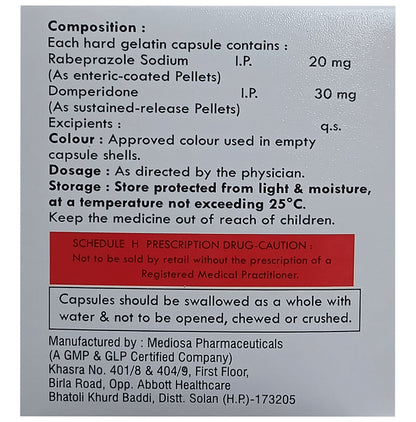 Composition :
Each hard gelatin capsule contains :
Rabeprazole Sodium I.P. 20 mg
(As enteric-coated Pellets)
Domperidone I.P. 30 mg
(As sustained-release Pellets)
Excipients : q.s.
Colour : Approved colour used in empty
capsule shells.
Dosage : As directed by the physician.
Storage : Store protected from light & moisture,
at a temperature not exceeding 25°C.
Keep the medicine out of reach of children.
SCHEDULE H PRESCRIPTION DRUG-CAUTION :
Not to be sold by retail without the prescription of a
Registered Medical Practitioner.
Capsules should be swallowed as a whole with
water & not to be opened, chewed or crushed.
Manufactured by : Mediosa Pharmaceuticals
(A GMP & GLP Certified Company)
Khasra No. 401/8 & 404/9, First Floor,
Birla Road, Opp. Abbott Healthcare
Bhatoli Khurd Baddi, Distt. Solan (H.P.)-173205